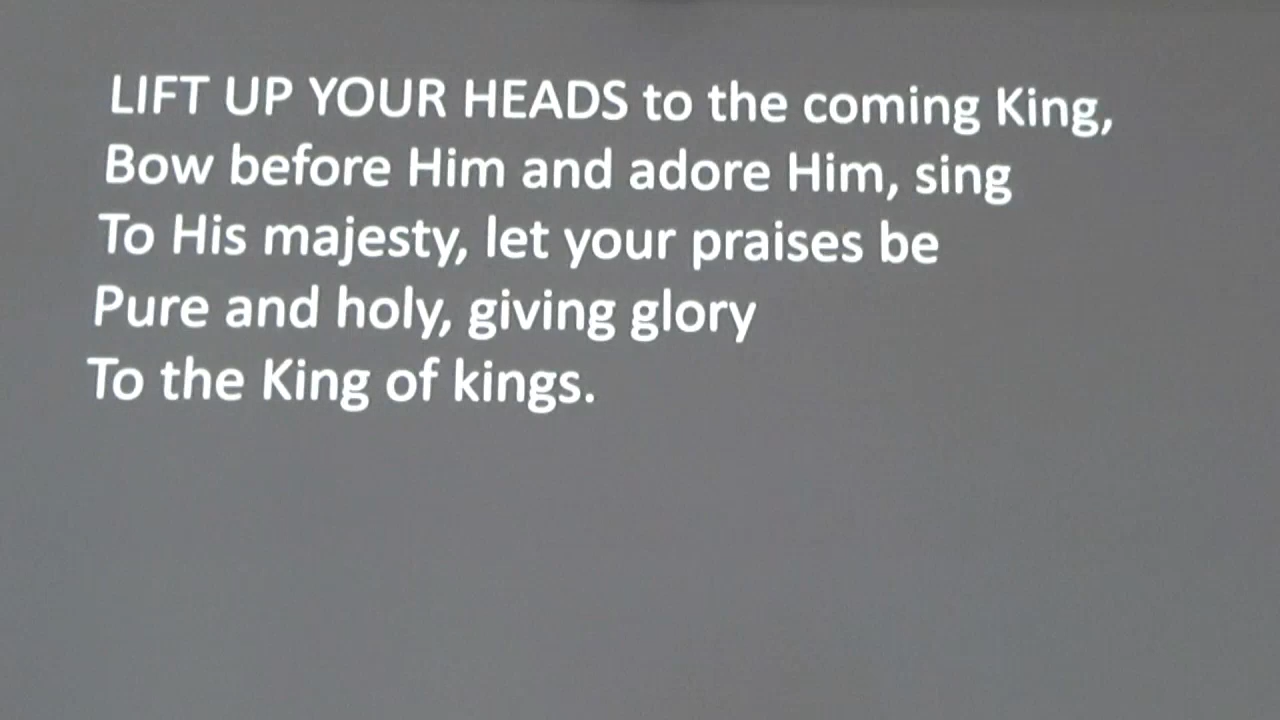 LIFT UP YOUR HEADS to the coming King,
Bow before Him and adore Him, sing
To His majesty, let your praises be
Pure and holy, giving glory
To the King of kings.